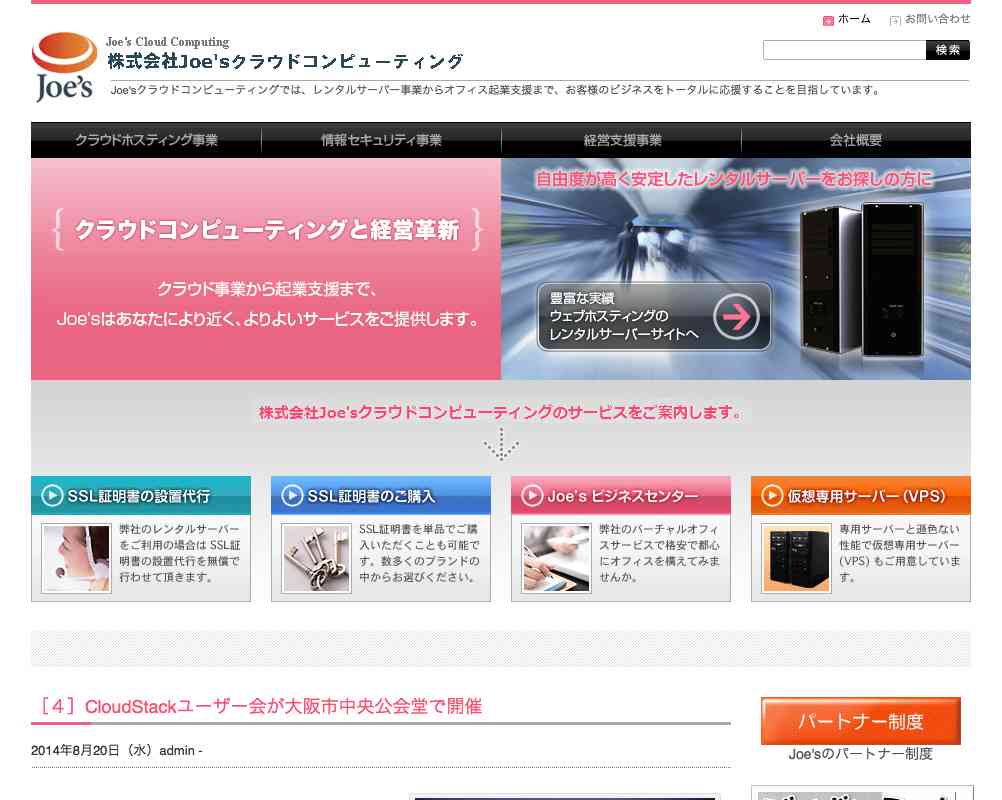 ホーム
お問い合わせ
Joe's Cloud Computing
株式会社Joe'sクラウドコンピューティング
検索
Joe's
Joe'sクラウドコンピューティングでは、レンタルサーバー事業からオフィス起業支援まで、お客様のビジネスをトータルに応援することを目指しています。
クラウドホスティング事業
情報セキュリティ事業
経営支援事業
会社概要
{ クラウドコンピューティングと経営革新 }
クラウド事業から起業支援まで、
Joe'sはあなたにより近く、よりよいサービスをご提供します。
自由度が高く安定したレンタルサーバーをお探しの方に
豊富な実績
ウェブホスティングの
レンタルサーバーサイトへ
株式会社Joe'sクラウドコンピューティングのサービスをご案内します。
SSL証明書の設置代行
弊社のレンタルサーバー
をご利用の場合は SSL証
明書の設置代行を無償で
行わせて頂きます。
SSL証明書のご購入
SSL証明書を単品でご購
入いただくことも可能で
す。数多くのブランドの
中からお選びください。
Joe's ビジネスセンター
弊社のバーチャルオフィ
スサービスで格安で都心
にオフィスを構えてみま
せんか。
仮想専用サーバー（VPS）
専用サーバーと遜色ない
性能で仮想専用サーバー
(VPS) もご用意していま
す。
［４］CloudStackユーザー会が大阪市中央公会堂で開催
2014年8月20日（水）admin -
パートナー制度
Joe'sのパートナー制度